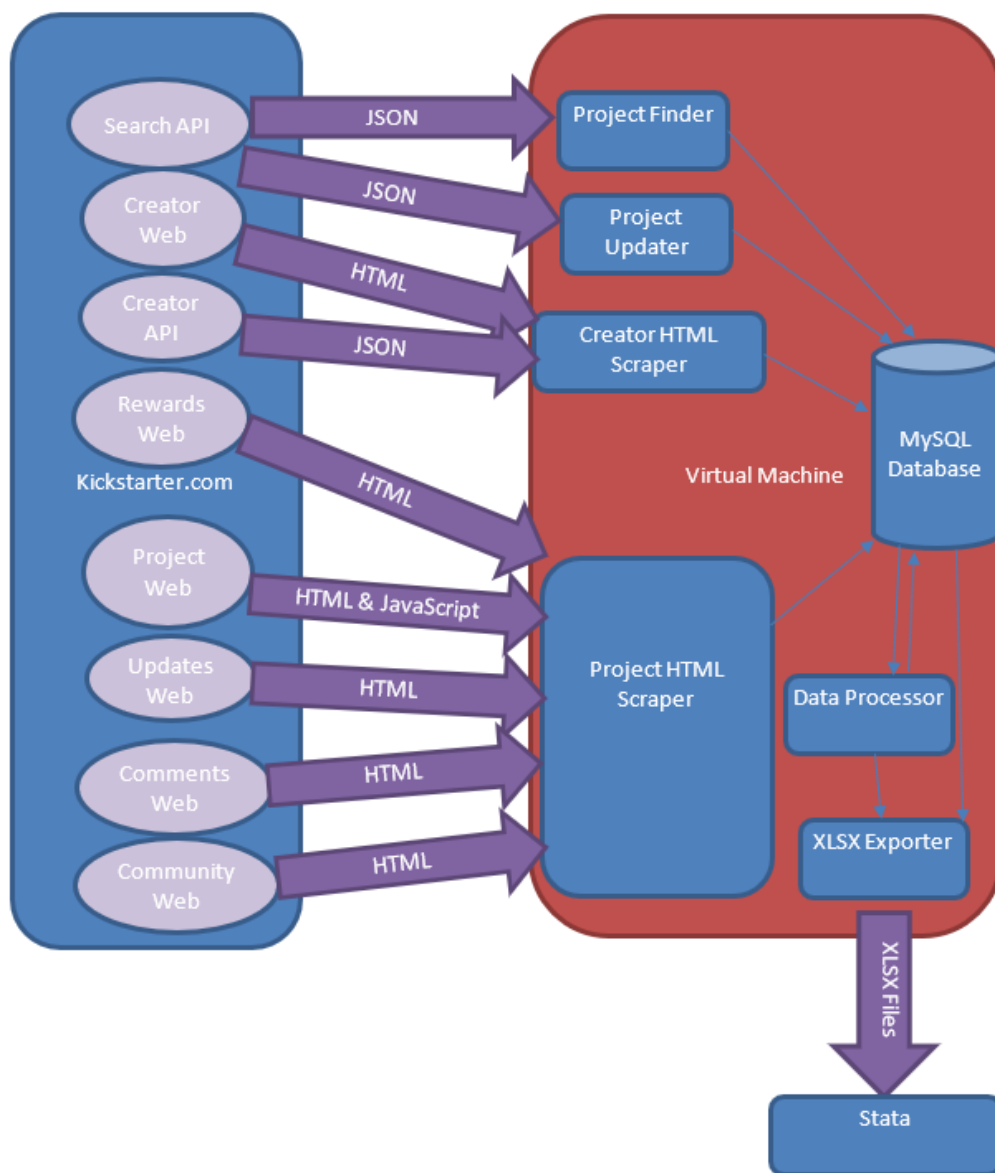 Search API
Creator
Web
Creator
API
Rewards
Web
Kickstarter.com
Project
Web
Updates
Web
Comments
Web
Community
Web
JSON
JSON
HTML
JSON
HTML
HTML & JavaScript
HTML
HTML
HTML
Project Finder
Project
Updater
Creator HTML
Scraper
Virtual Machine
MySQL
Database
Project HTML
Scraper
Data Processor
XLSX Exporter
XLSX Files
Stata